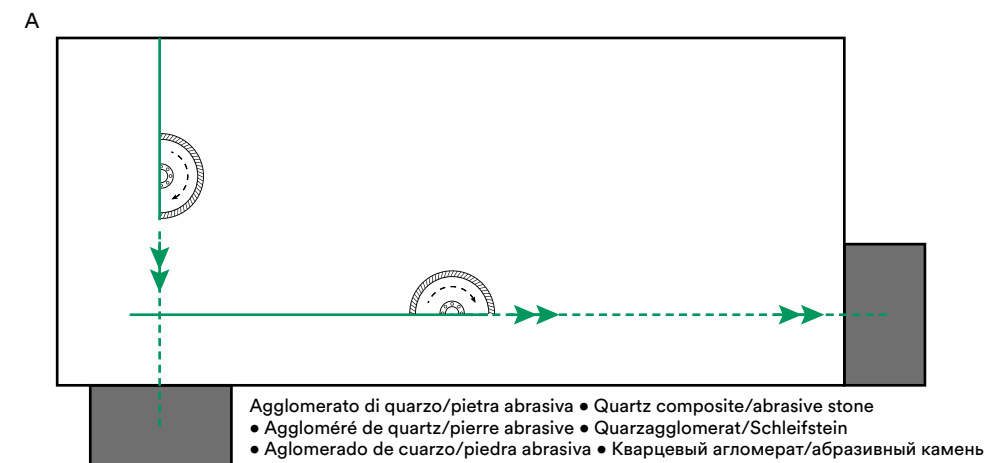 A
Agglomerato di quarzo/pietra abrasiva ● Quartz composite/abrasive stone
● Aggloméré de quartz/pierre abrasive ● Quarzagglomerat/Schleifstein
● Aglomerado de cuarzo/piedra abrasiva ● Кварцевый агломерат/абразивный камень